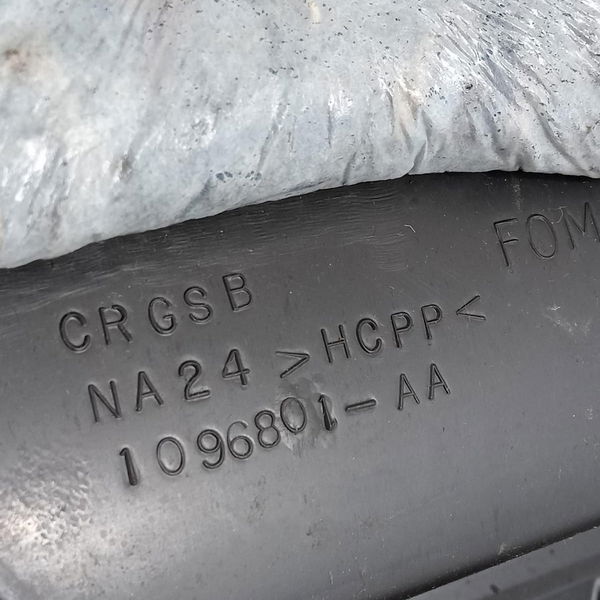 FOM
CRGSB
NA24 >HCPP<
1096801-AA